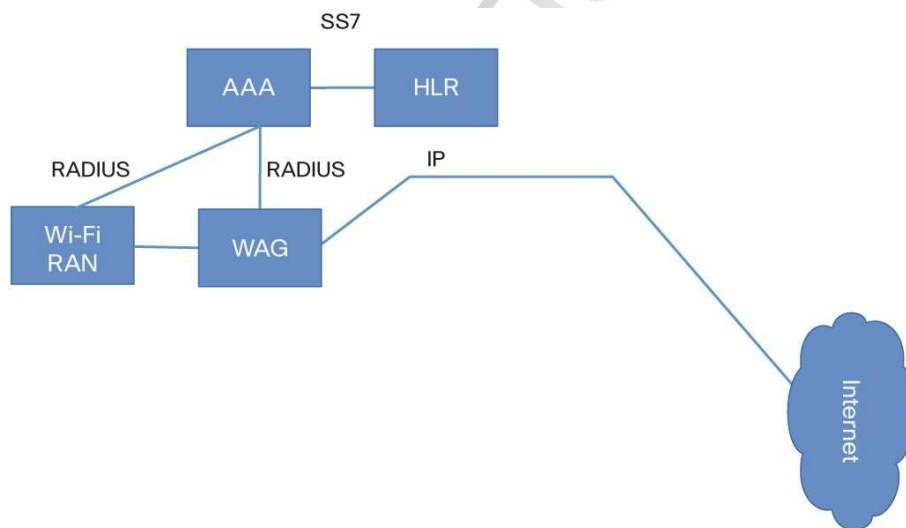 SS7
AAA
HLR
RADIUS
RADIUS
IP
Wi-Fi
RAN
WAG
Internet